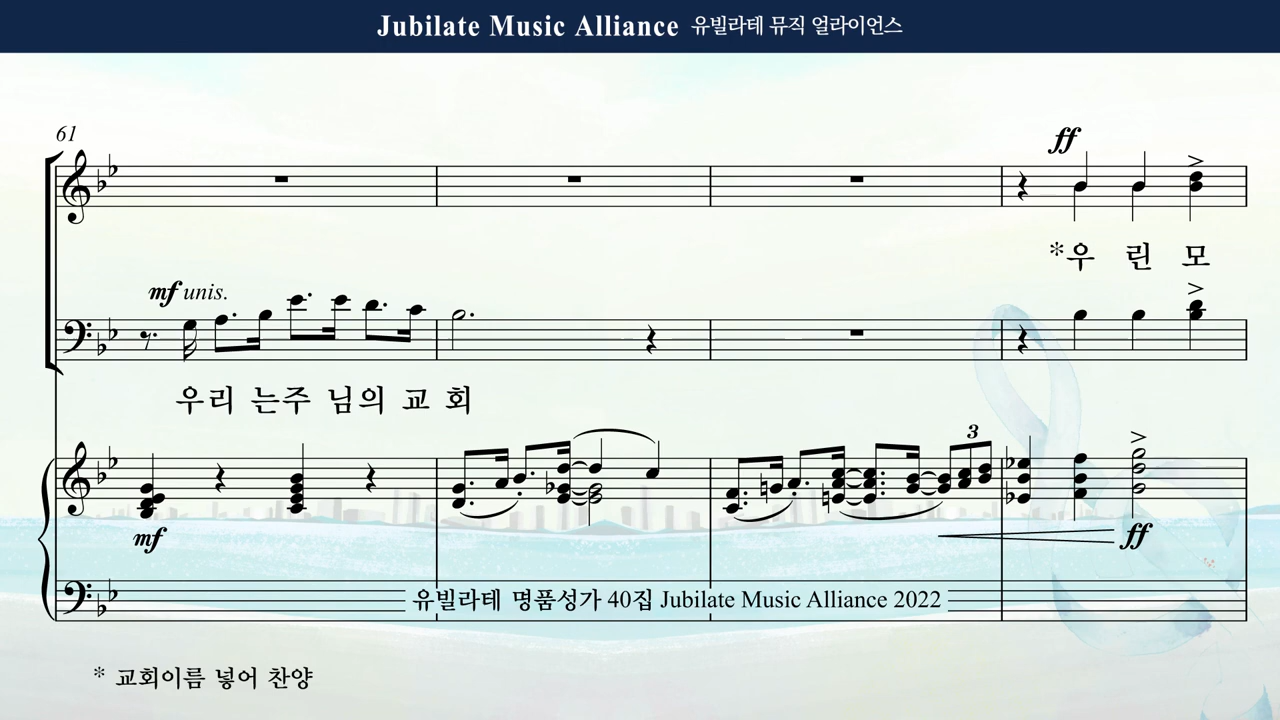 Jubilate Music Alliance 유빌라테 뮤직 얼라이언스
61
ff
*우 린 모
mf unis.
우리 는주 님의 교 회
3
mf
ff
유빌라테 명품성가 40집 Jubilate Music Alliance 2022
* 교회이름 넣어 찬양